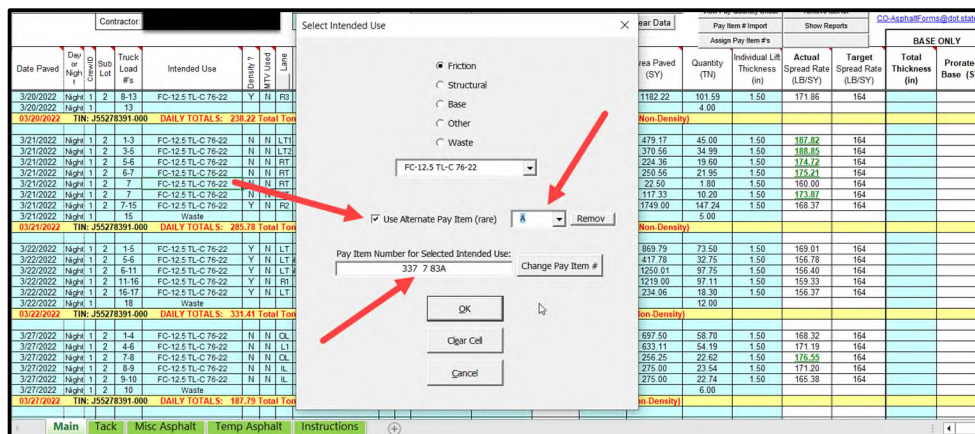 Contractor:
Select Intended Use
ear Data
Pay Item # Import
Show Reports
Assign Pay Item #'s
CO-AsphaltForms@dot.state
BASE ONLY
Date Paved Day or Nigh t CrewID Sub Lot Truck Load #'s Intended Use Density ? MTV Used Lane
rea Paved (SY) Quantity (TN) Individual Lift Thickness (in) Actual Spread Rate (LB/SY) Target Spread Rate (LB/SY) Total Thickness (in) Prorate Base (S
Friction
Structural
Base
Other
Waste
FC-12.5 TL-C 76-22
Use Alternate Pay Item (rare) A Remov
Pay Item Number for Selected Intended Use:
337 7 83A Change Pay Item #
OK
Clear Cell
Cancel
3/20/2022 Night 1 2 8-13 FC-12.5 TL-C 76-22 Y N R3 1182.22 101.59 1.50 171.86 164
3/20/2022 Night 1 13 4.00
03/20/2022 TIN: J55278391-000 DAILY TOTALS: 238.22 Total Ton Non-Density)
3/21/2022 Night 1 2 1-3 FC-12.5 TL-C 76-22 N N LT1 479.17 45.00 1.50 187.82 164
3/21/2022 Night 1 2 3-5 FC-12.5 TL-C 76-22 N N LT2 370.56 34.99 1.50 188.85 164
3/21/2022 Night 1 2 5-6 FC-12.5 TL-C 76-22 N N RT 224.36 19.60 1.50 174.72 164
3/21/2022 Night 1 2 6-7 FC-12.5 TL-C 76-22 N N RT 250.56 21.95 1.50 175.21 164
3/21/2022 Night 1 2 7 FC-12.5 TL-C 76-22 N N RT 22.50 1.80 1.50 160.00 164
3/21/2022 Night 1 2 7 FC-12.5 TL-C 76-22 N 117.33 10.20 1.50 173.87 164
3/21/2022 Night 1 2 7-15 FC-12.5 TL-C 76-22 Y N R2 1749.00 147.24 1.50 168.37 164
3/21/2022 Night 1 15 Waste 5.00
03/21/2022 TIN: J55278391-000 DAILY TOTALS: 285.78 Total Ton Non-Density)
3/22/2022 Night 1 2 1-5 FC-12.5 TL-C 76-22 Y N LT 869.79 73.50 1.50 169.01 164
3/22/2022 Night 1 2 5-6 FC-12.5 TL-C 76-22 Y N LT 417.78 32.75 1.50 156.78 164
3/22/2022 Night 1 2 6-11 FC-12.5 TL-C 76-22 Y N LT 1250.01 97.75 1.50 156.40 164
3/22/2022 Night 1 2 11-16 FC-12.5 TL-C 76-22 Y N R1 1219.00 97.11 1.50 159.33 164
3/22/2022 Night 1 2 16-17 FC-12.5 TL-C 76-22 Y N LT 234.06 18.30 1.50 156.37 164
3/22/2022 Night 1 18 Waste 12.00
03/22/2022 TIN: J55278391-000 DAILY TOTALS: 331.41 Total Ton on-Density)
3/27/2022 Night 1 2 1-4 FC-12.5 TL-C 76-22 N N OL 697.50 58.70 1.50 168.32 164
3/27/2022 Night 1 2 4-6 FC-12.5 TL-C 76-22 N N L1 633.11 54.19 1.50 171.19 164
3/27/2022 Night 1 2 7-8 FC-12.5 TL-C 76-22 N N OL 256.25 22.62 1.50 176.55 164
3/27/2022 Night 1 2 8-9 FC-12.5 TL-C 76-22 N N IL 275.00 23.54 1.50 171.20 164
3/27/2022 Night 1 2 9-10 FC-12.5 TL-C 76-22 N N IL 275.00 22.74 1.50 165.38 164
3/27/2022 Night 1 2 10 Waste 6.00
03/27/2022 TIN: J55278391-000 DAILY TOTALS: 187.79 Total Ton n-Density)
Main Tack Misc Asphalt Temp Asphalt Instructions